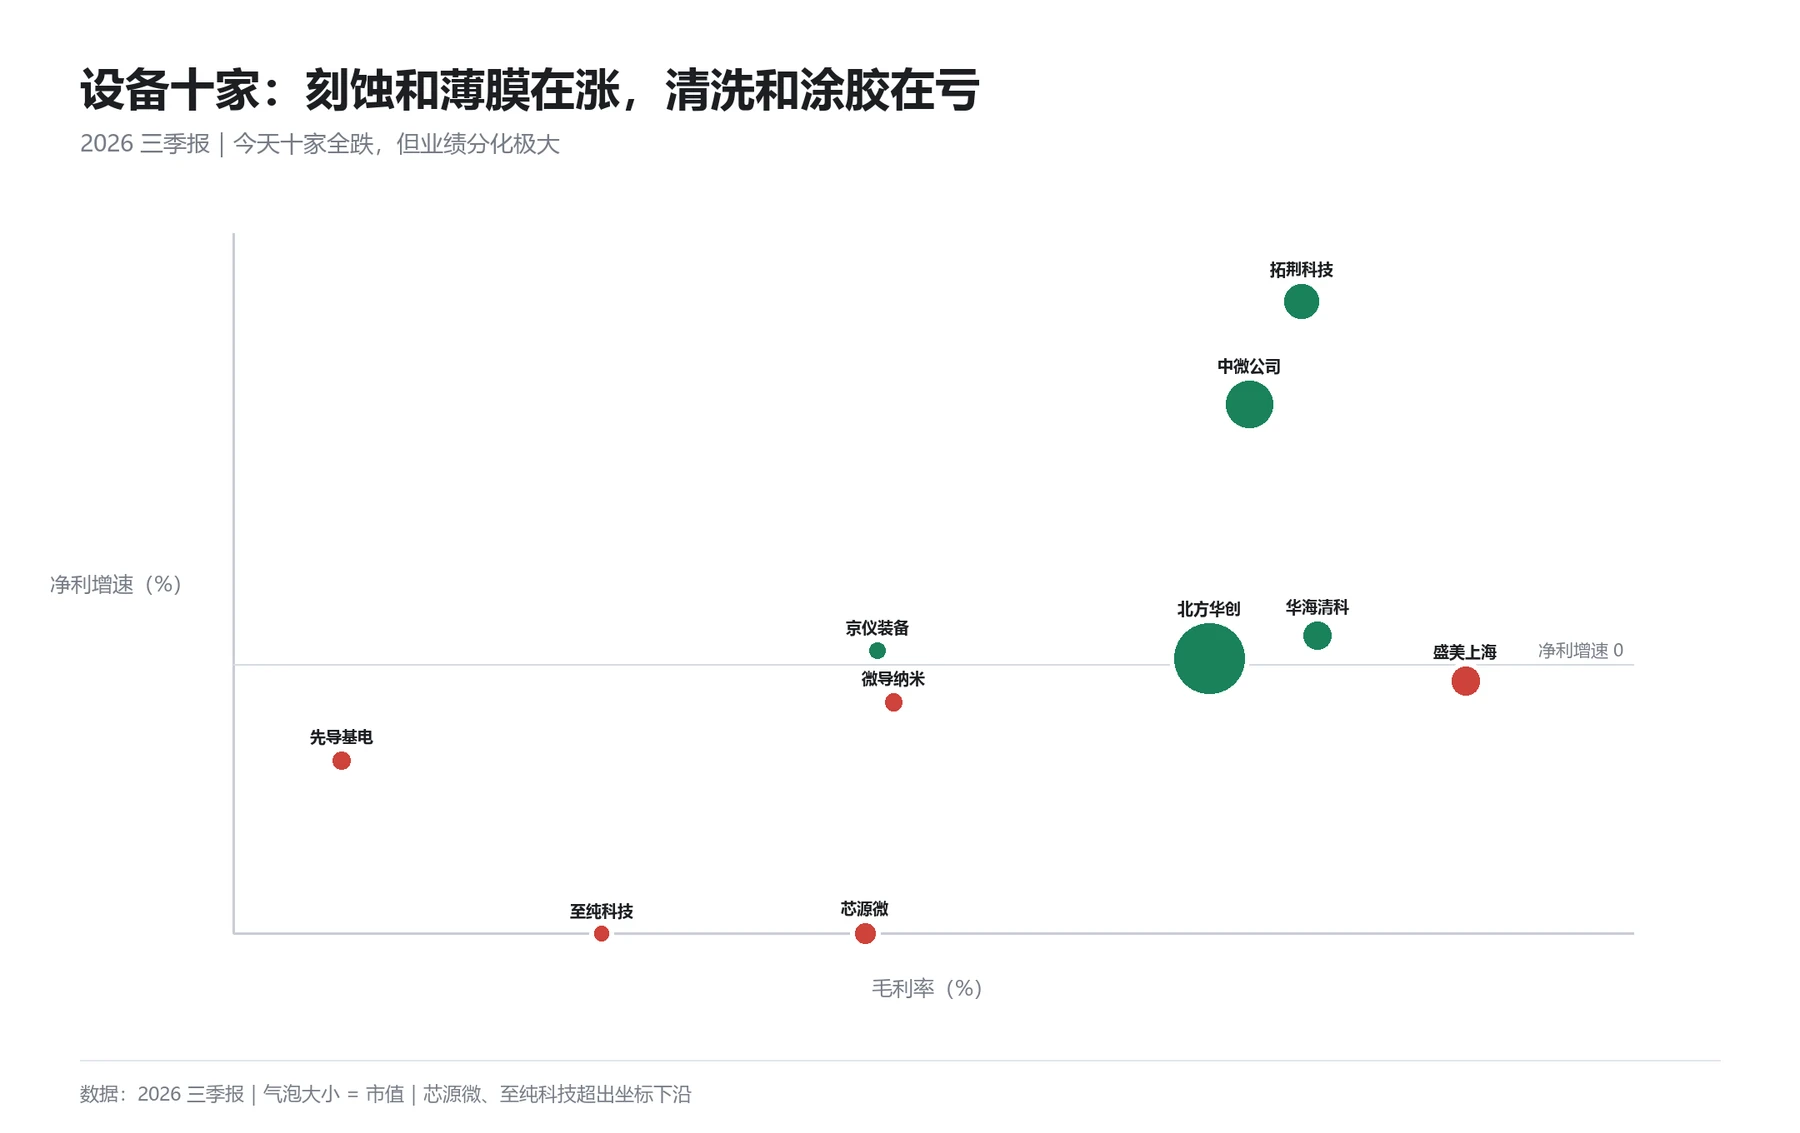 设备十家：刻蚀和薄膜在涨，清洗和涂胶在亏
2026 三季报 | 今天十家全跌，但业绩分化极大
拓荆科技
中微公司
净利增速（%）
北方华创
华海清科
京仪装备
盛美上海
净利增速 0
微导纳米
先导基电
至纯科技
芯源微
毛利率（%）
数据：2026 三季报 | 气泡大小 = 市值 | 芯源微、至纯科技超出坐标下沿